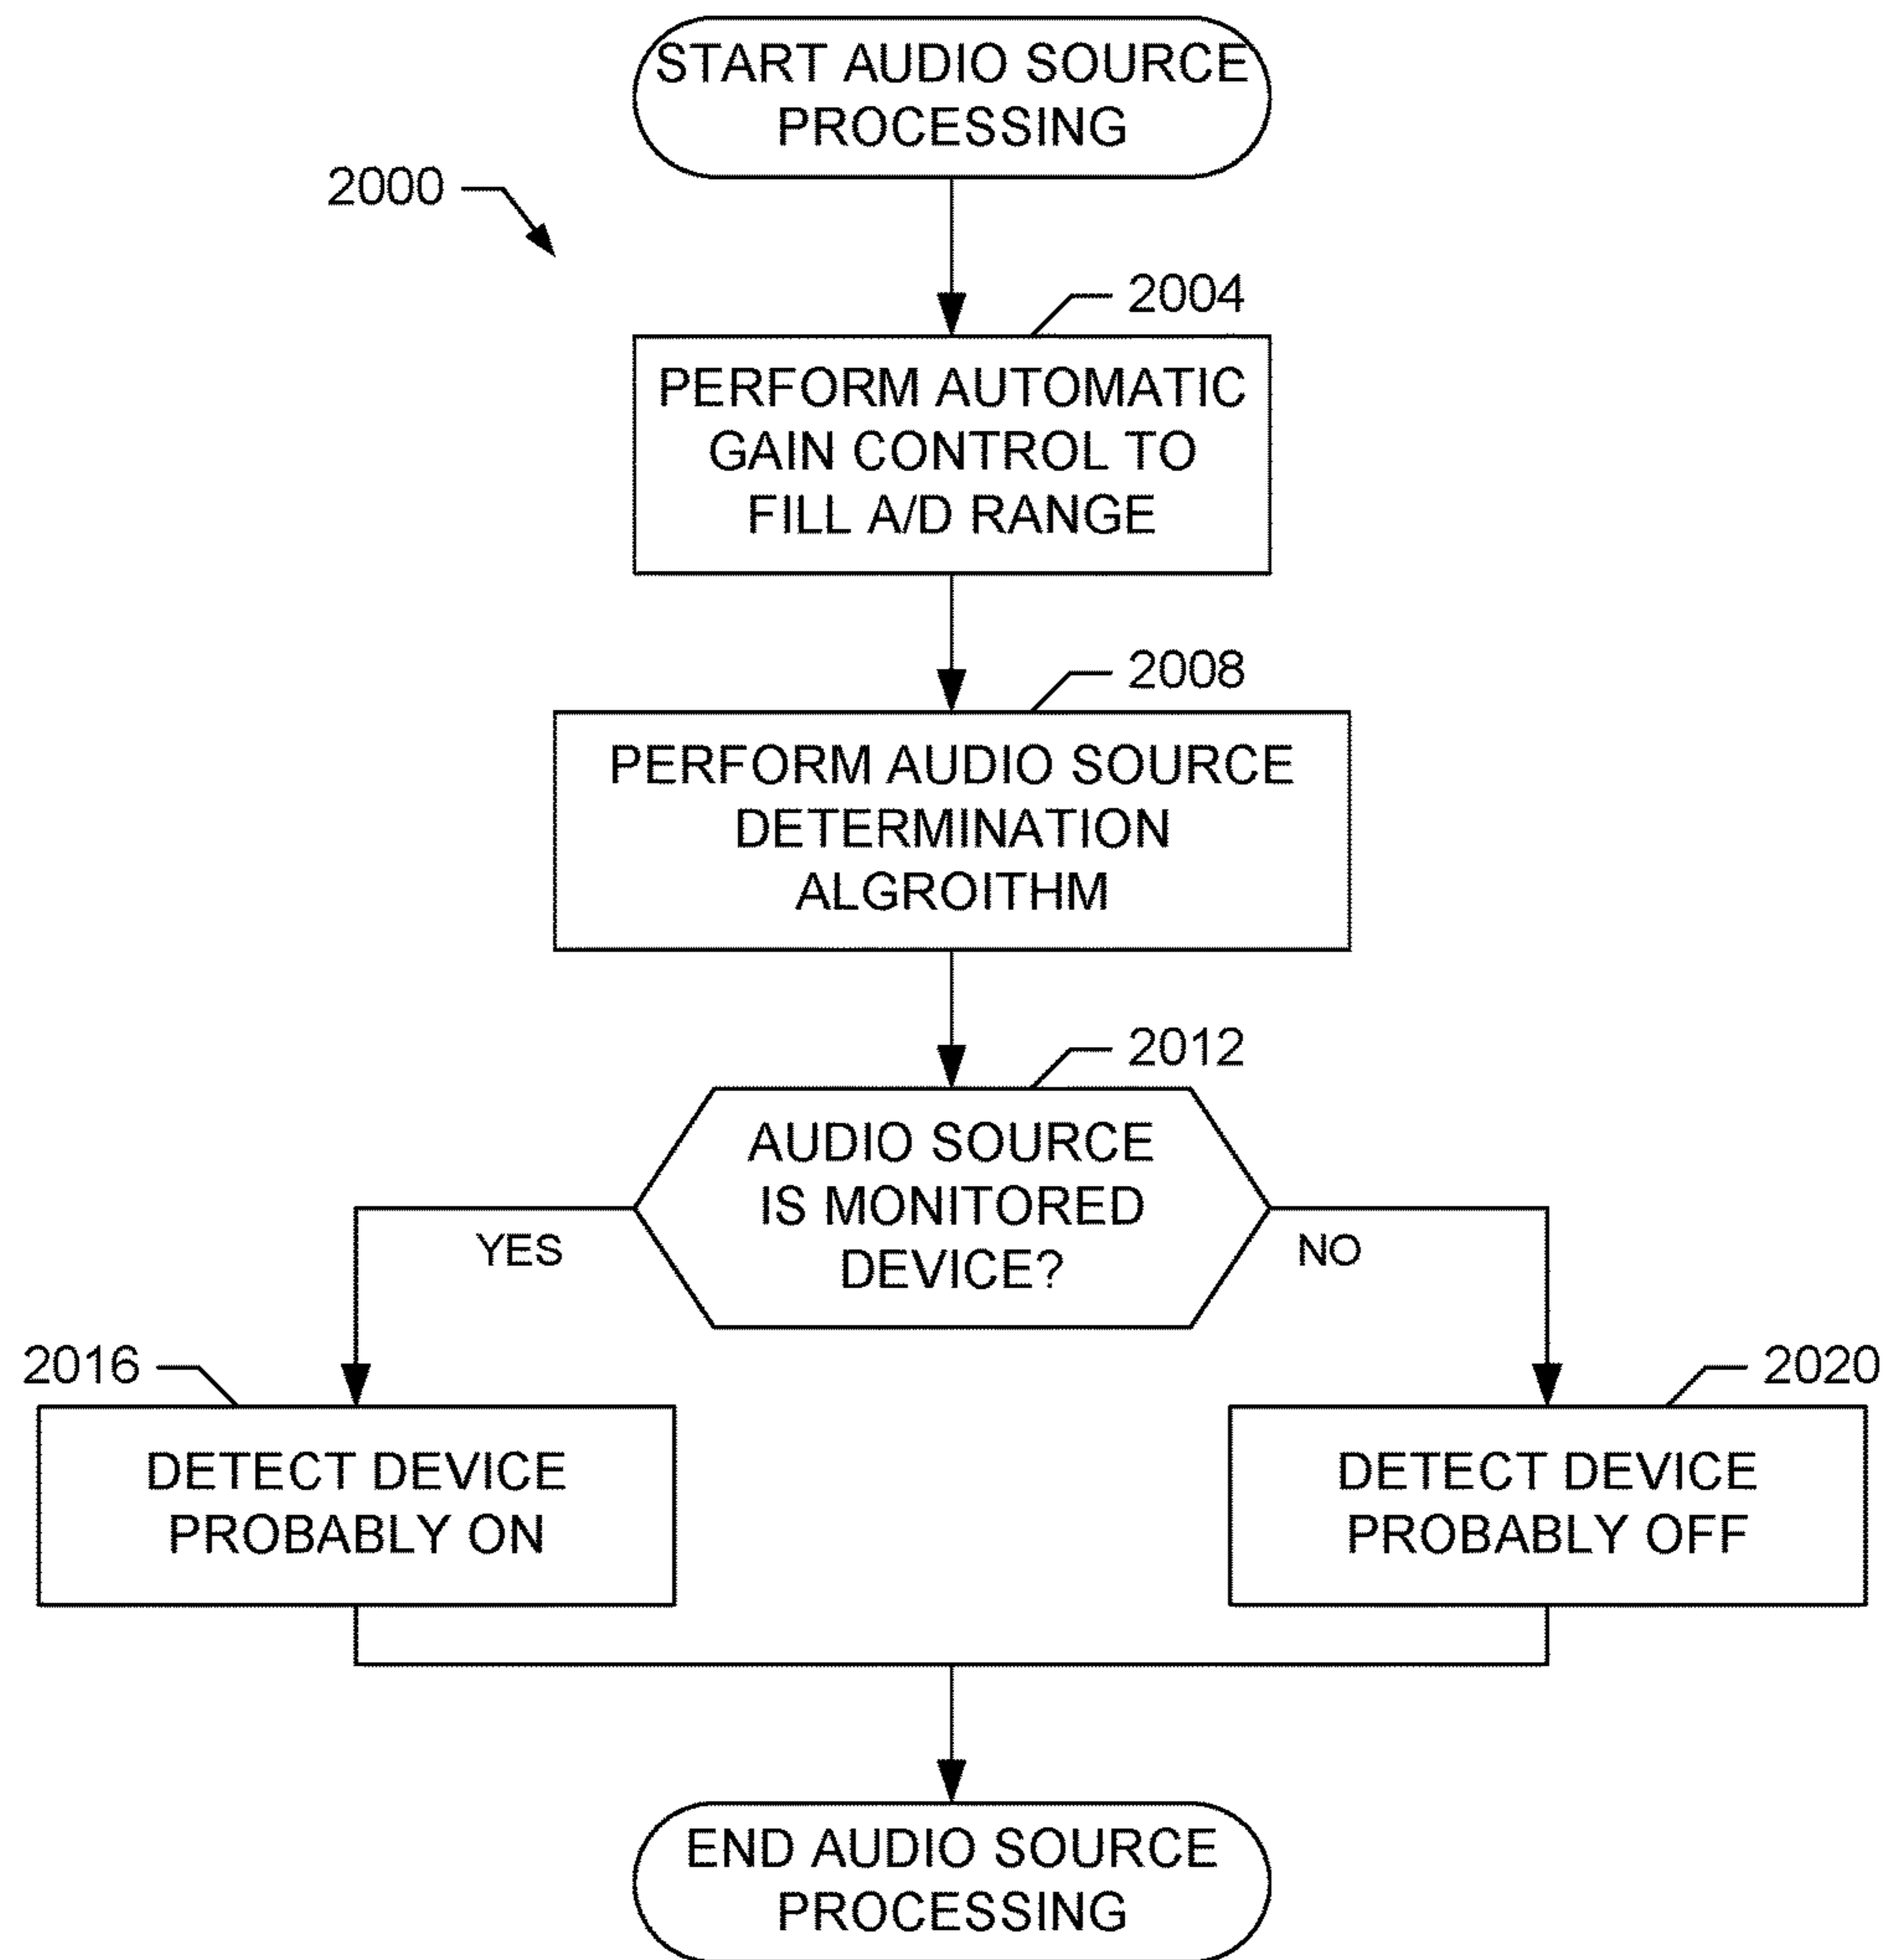 START AUDIO SOURCE
PROCESSING
2000
2004
PERFORM AUTOMATIC
GAIN CONTROL TO
FILL A/D RANGE
2008
PERFORM AUDIO SOURCE
DETERMINATION
ALGROITHM
2012
AUDIO SOURCE
IS MONITORED
DEVICE?
YES
NO
2016
2020
DETECT DEVICE
PROBABLY ON
DETECT DEVICE
PROBABLY OFF
END AUDIO SOURCE
PROCESSING